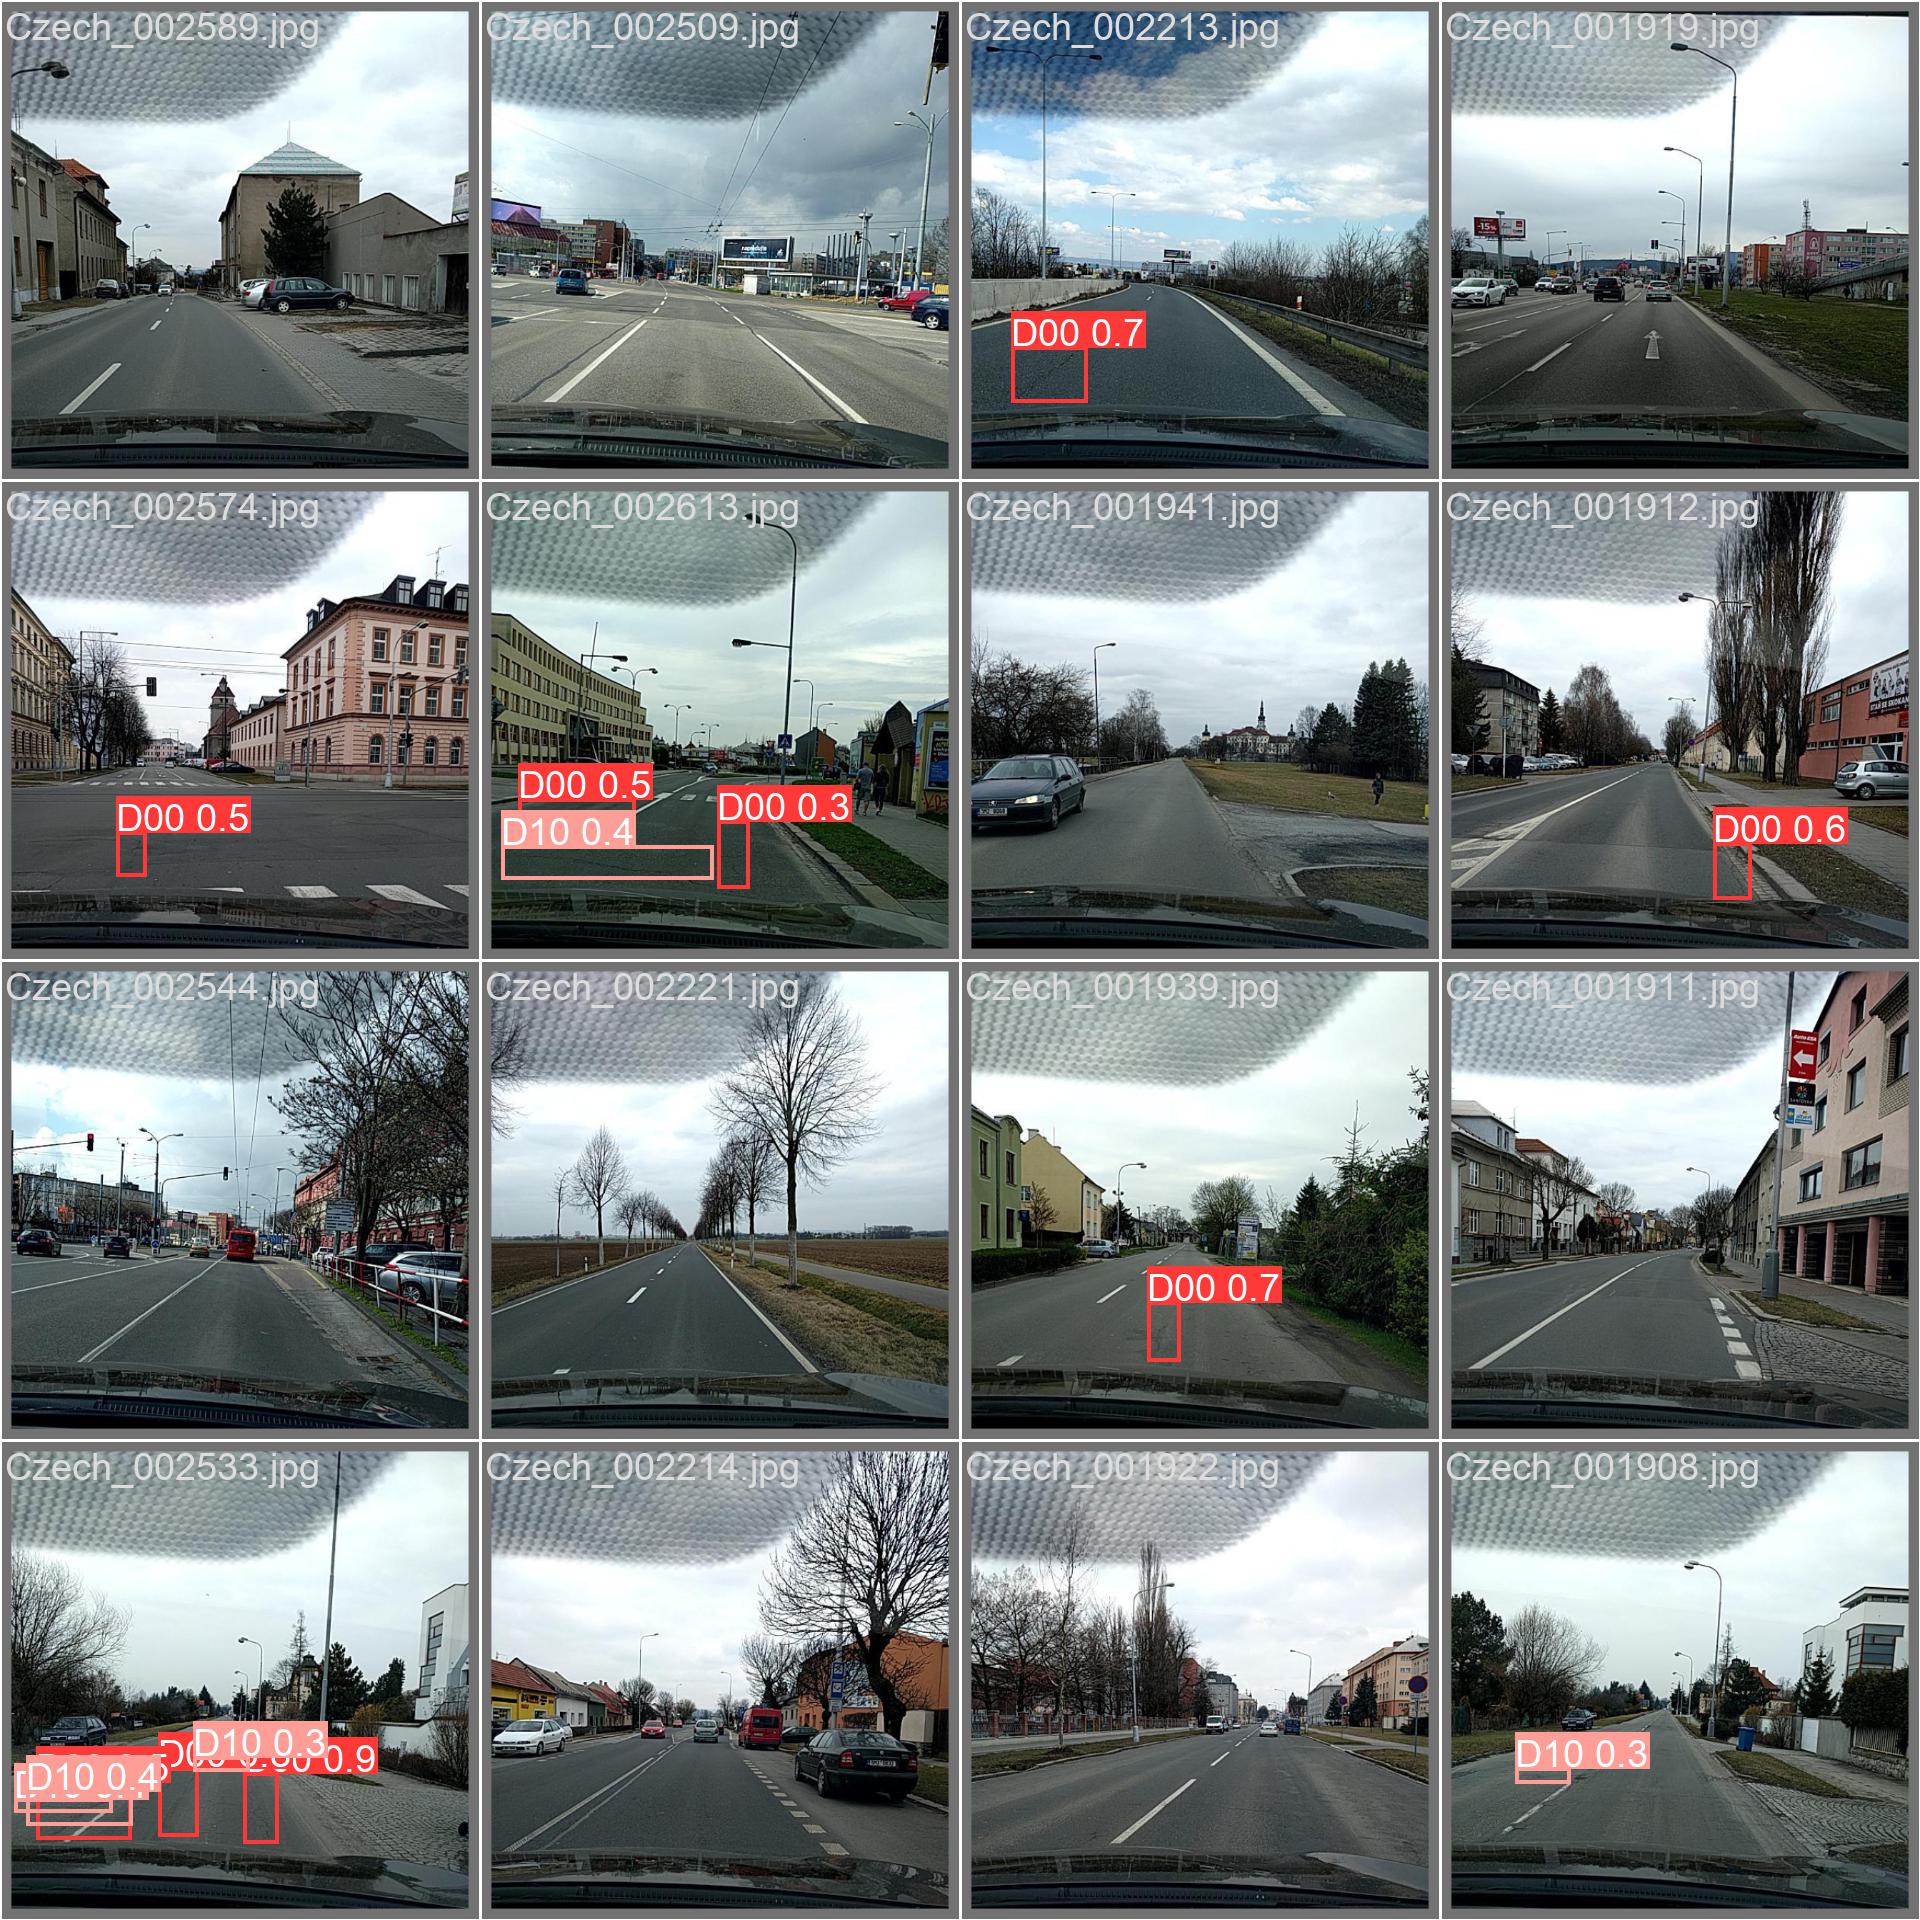 Czech_002589.jpg
Czech_002509.jpg
Czech_002213.jpg
Czech_001919.jpg
D00 0.7
-15%
Czech_002574.jpg
Czech_002613.jpg
Czech_001941.jpg
Czech_001912.jpg
D00 0.5
D00 0.5
D00 0.3
D10 0.4
D00 0.6
Czech_002544.jpg
Czech_002221.jpg
Czech_001939.jpg
Czech_001911.jpg
D00 0.7
Czech_002533.jpg
Czech_002214.jpg
Czech_001922.jpg
Czech_001908.jpg
D10 0.3
0.9
D10 0.4
D10 0.3